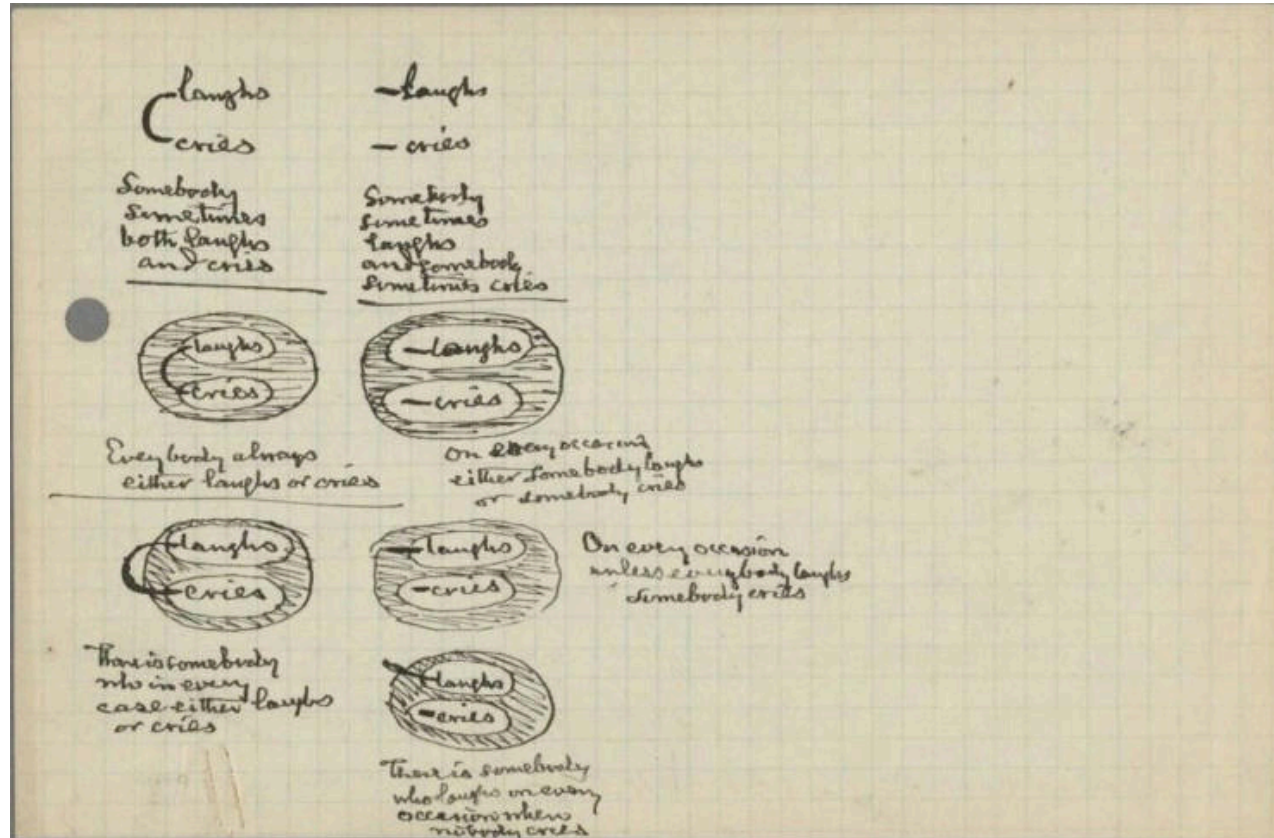 laughs
cries
Somebody
sometimes
both laughs
and cries
laughs
cries
Somebody
sometimes
laughs
and somebody
sometimes cries
laughs
cries
Everybody always
either laughs or cries
laughs
cries
On every occasion
either somebody laughs
or somebody cries
laughs
cries
There is somebody
who in every
case either laughs
or cries
laughs
cries
On every occasion
unless everybody laughs
somebody cries
laughs
cries
There is somebody
who laughs on every
occasion when
nobody cries